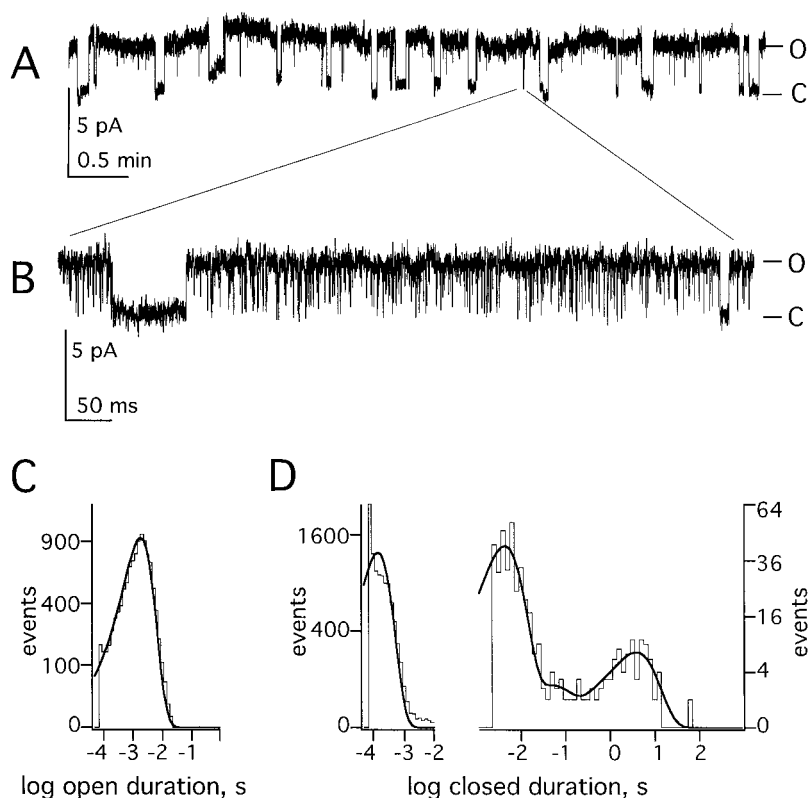 A
O
C
5 pA
0.5 min
B
O
C
5 pA
50 ms
C
D
events
900
400
100
0
-4 -3 -2 -1
log open duration, s
events
1600
400
0
-4 -3 -2
-2 -1 0 1 2
log closed duration, s
64
36
16
4
0
events